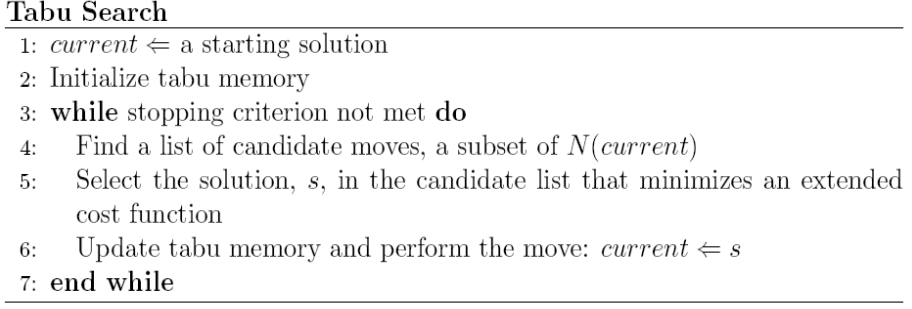 Tabu Search
1: current ⇐ a starting solution
2: Initialize tabu memory
3: while stopping criterion not met do
4: Find a list of candidate moves, a subset of N(current)
5: Select the solution, s, in the candidate list that minimizes an extended
cost function
6: Update tabu memory and perform the move: current ⇐ s
7: end while